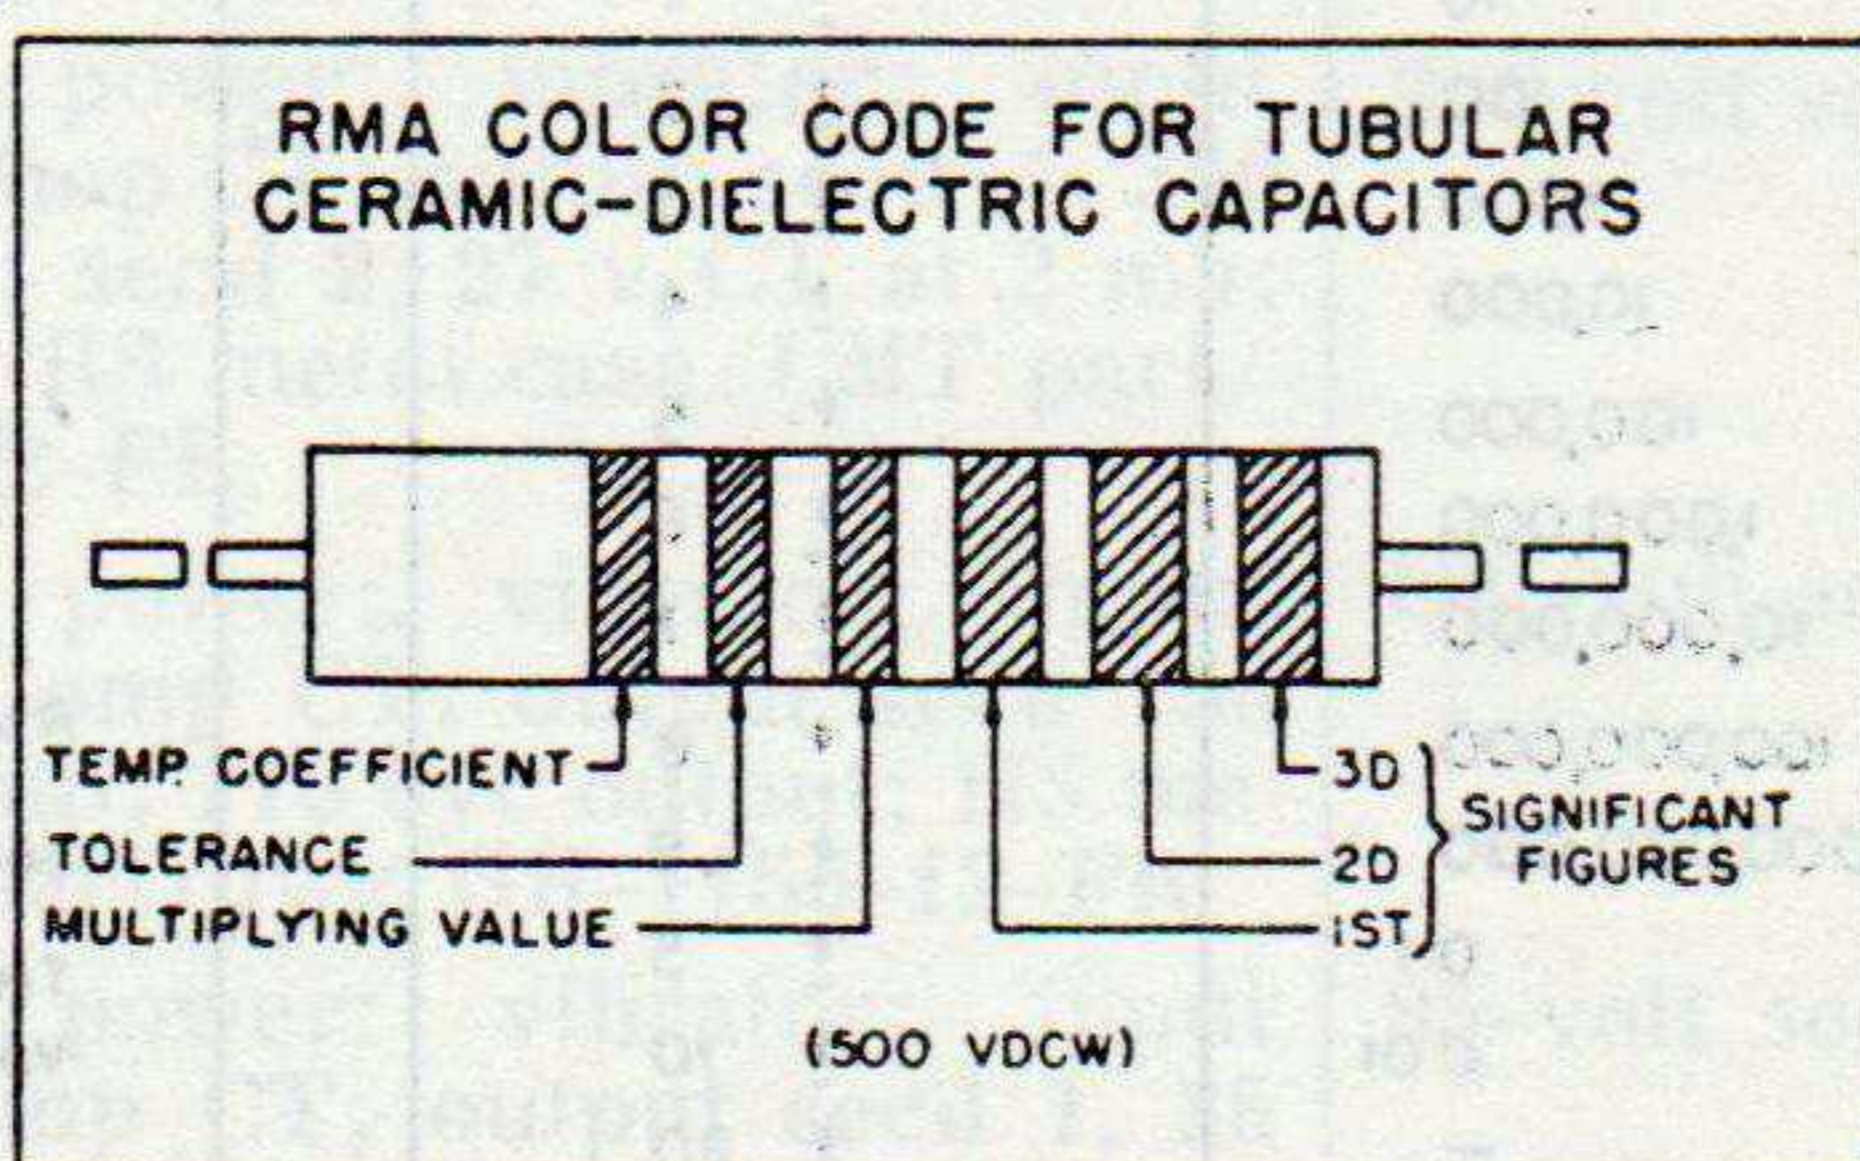 RMA COLOR CODE FOR TUBULAR
CERAMIC-DIELECTRIC CAPACITORS
TEMP. COEFFICIENT
TOLERANCE
MULTIPLYING VALUE
3D
2D
1ST
SIGNIFICANT
FIGURES
(500 VDCW)